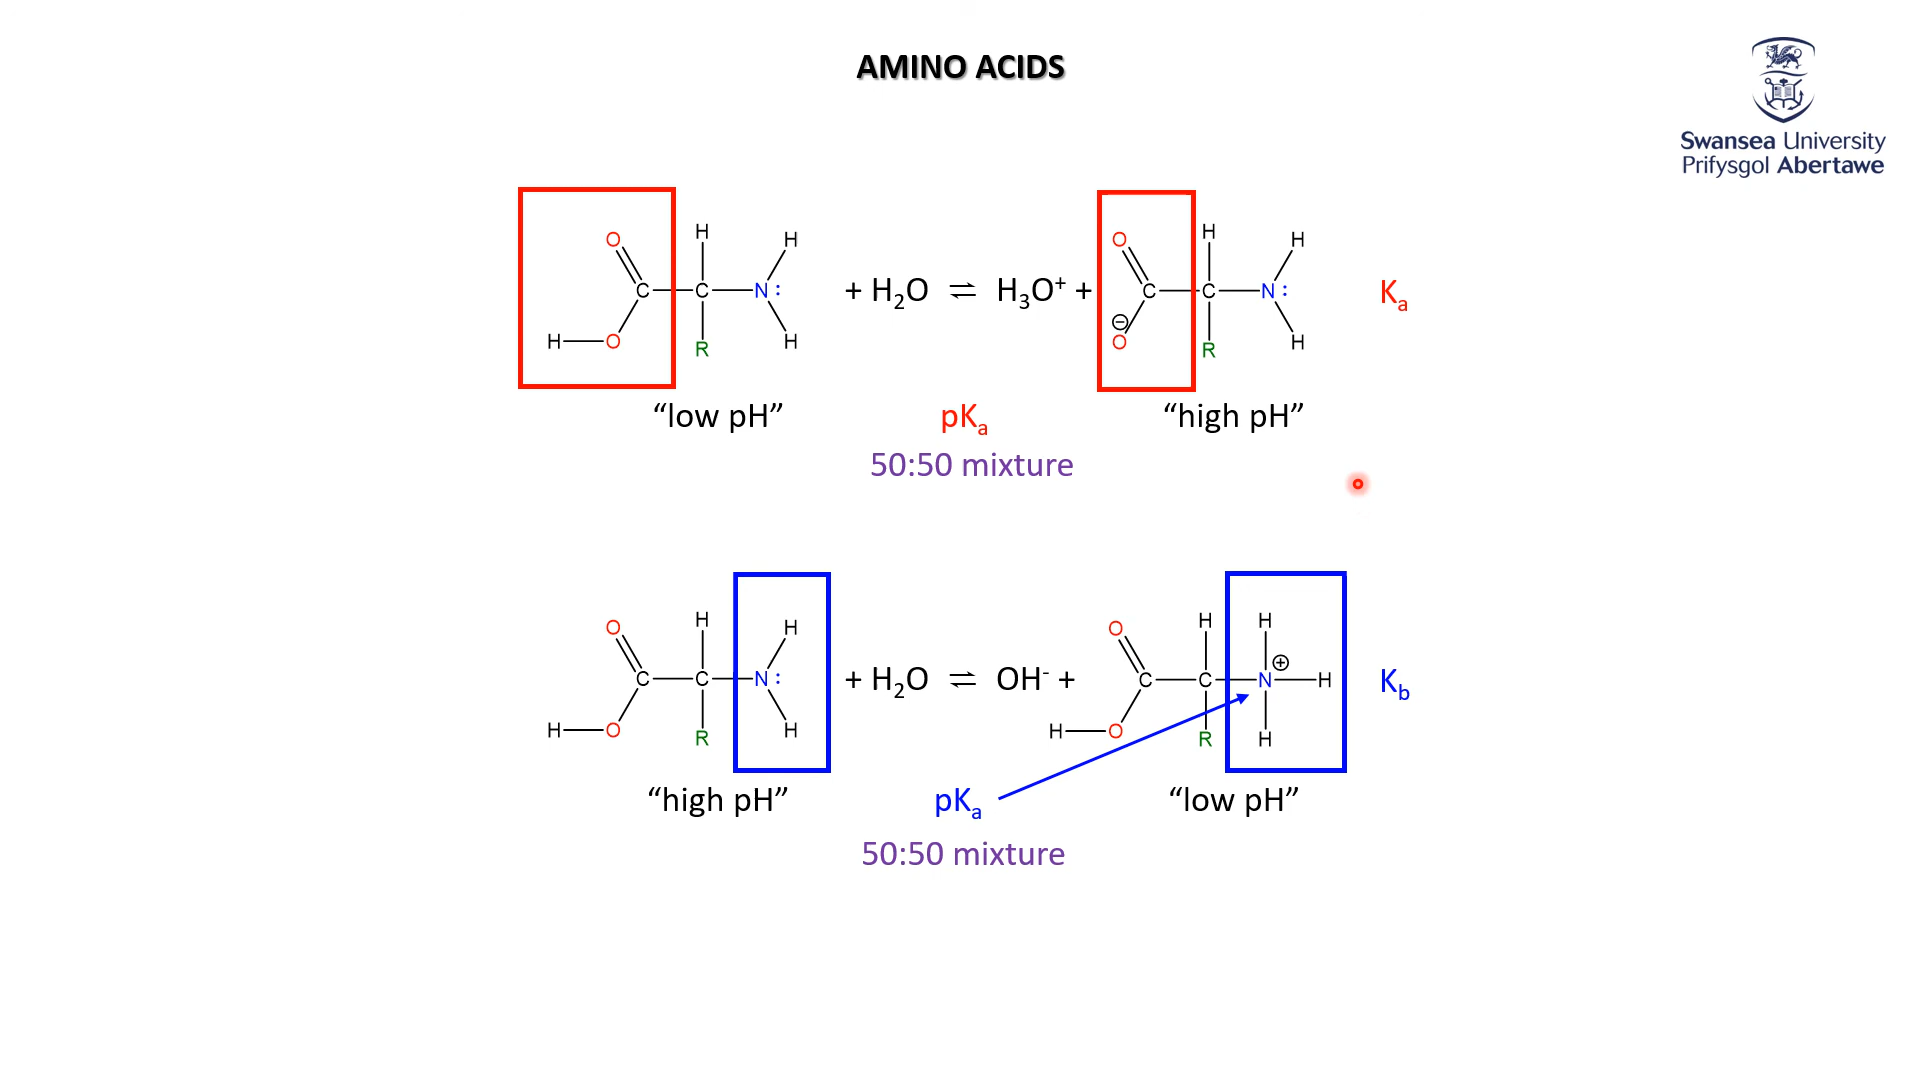 AMINO ACIDS
Swansea University
Prifysgol Abertawe
O H H
C C N : + H₂O ⇌ H₃O⁺ + O H H
H O R H C C N : Kₐ
⊖ O R H
“low pH” pKₐ “high pH”
50:50 mixture
O H H
C C N : + H₂O ⇌ OH⁻ + O H H ⊕
H O R H C C N H K_b
H O R H
“high pH” pKₐ “low pH”
50:50 mixture